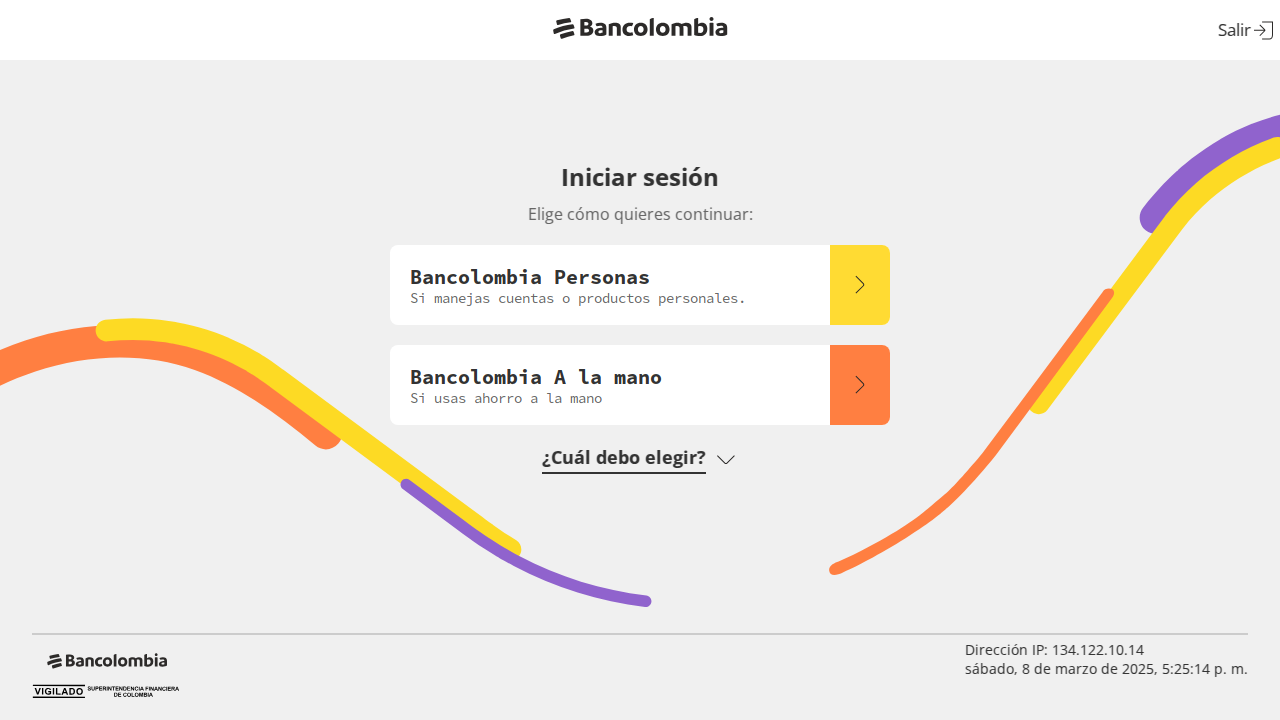 Bancolombia
Salir
Iniciar sesión
Elige cómo quieres continuar:
Bancolombia Personas
Si manejas cuentas o productos personales.
Bancolombia A la mano
Si usas ahorro a la mano
¿Cuál debo elegir?
Bancolombia
VIGILADO SUPERINTENDENCIA FINANCIERA
DE COLOMBIA
Dirección IP: 134.122.10.14
sábado, 8 de marzo de 2025, 5:25:14 p. m.